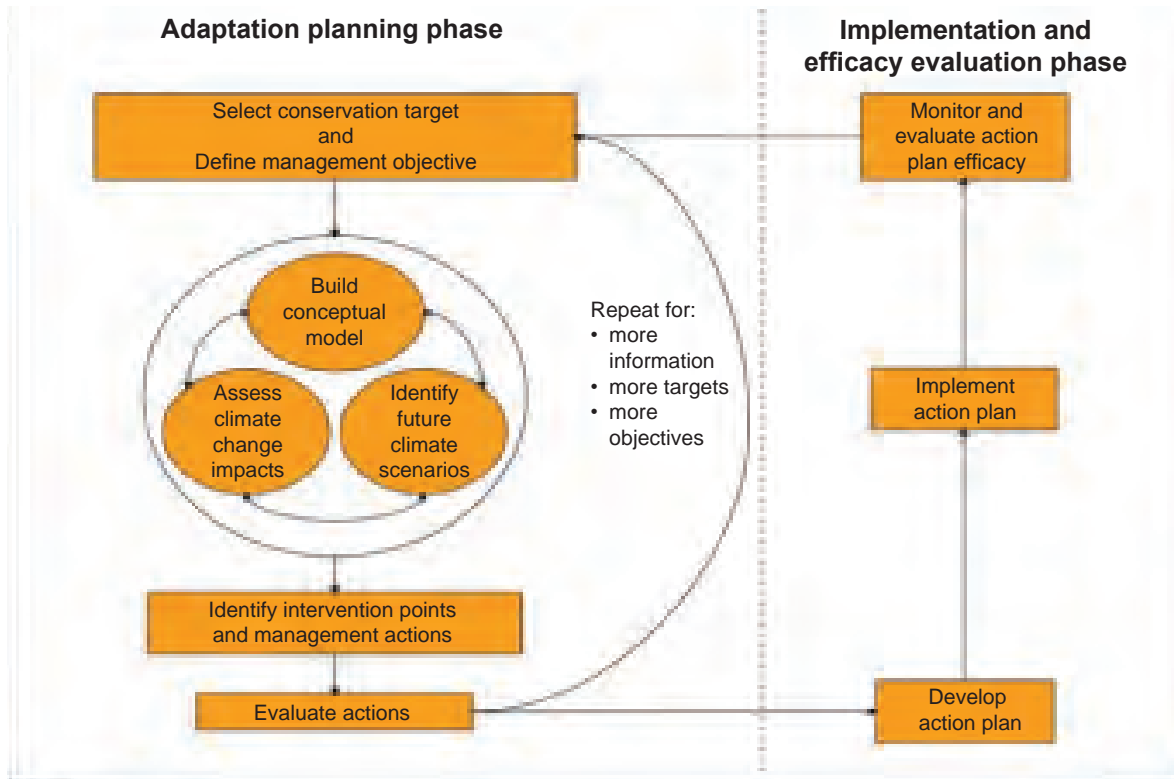 Adaptation planning phase
Select conservation target
and
Define management objective
Build
conceptual
model
Assess
climate
change
impacts
Identify
future
climate
scenarios
Repeat for:
• more
information
• more targets
• more
objectives
Identify intervention points
and management actions
Evaluate actions
Implementation and
efficacy evaluation phase
Monitor and
evaluate action
plan efficacy
Implement
action plan
Develop
action plan